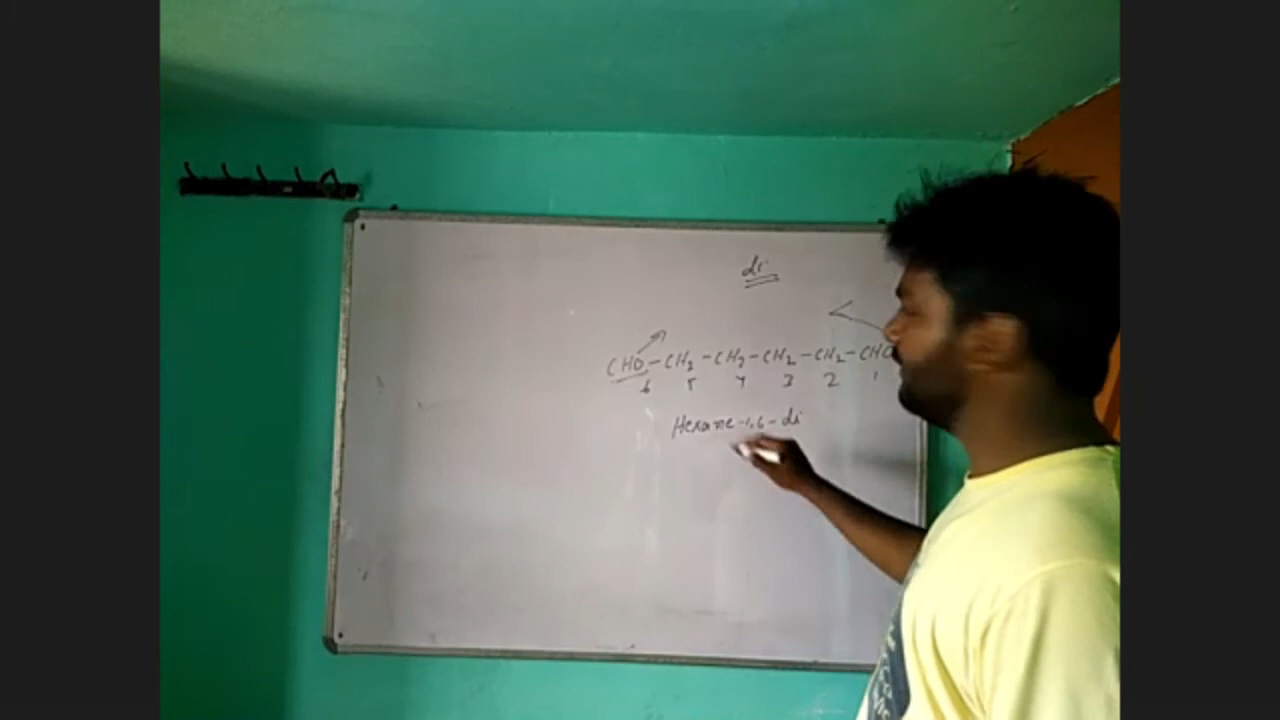 di
CHO-CH₂-CH₂-CH₂-CH₂-CHO
6 5 4 3 2 1
Hexane-1,6-di